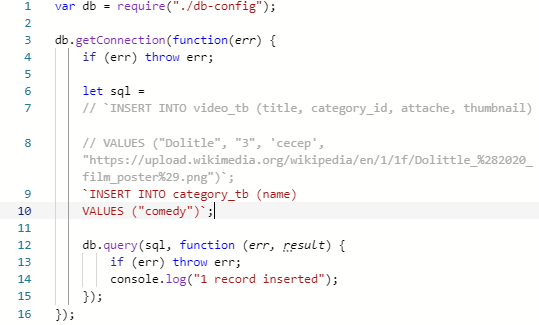 1 var db = require("./db-config");
2
3 db.getConnection(function(err) {
4 if (err) throw err;
5
6 let sql =
7 // `INSERT INTO video_tb (title, category_id, attache, thumbnail)
8 // VALUES ("Dolitle", "3", 'cecep',
"https://upload.wikimedia.org/wikipedia/en/1/1f/Dolittle_%282020_
film_poster%29.png")`;
9 `INSERT INTO category_tb (name)
10 VALUES ("comedy")`;
11
12 db.query(sql, function (err, result) {
13 if (err) throw err;
14 console.log("1 record inserted");
15 });
16 });